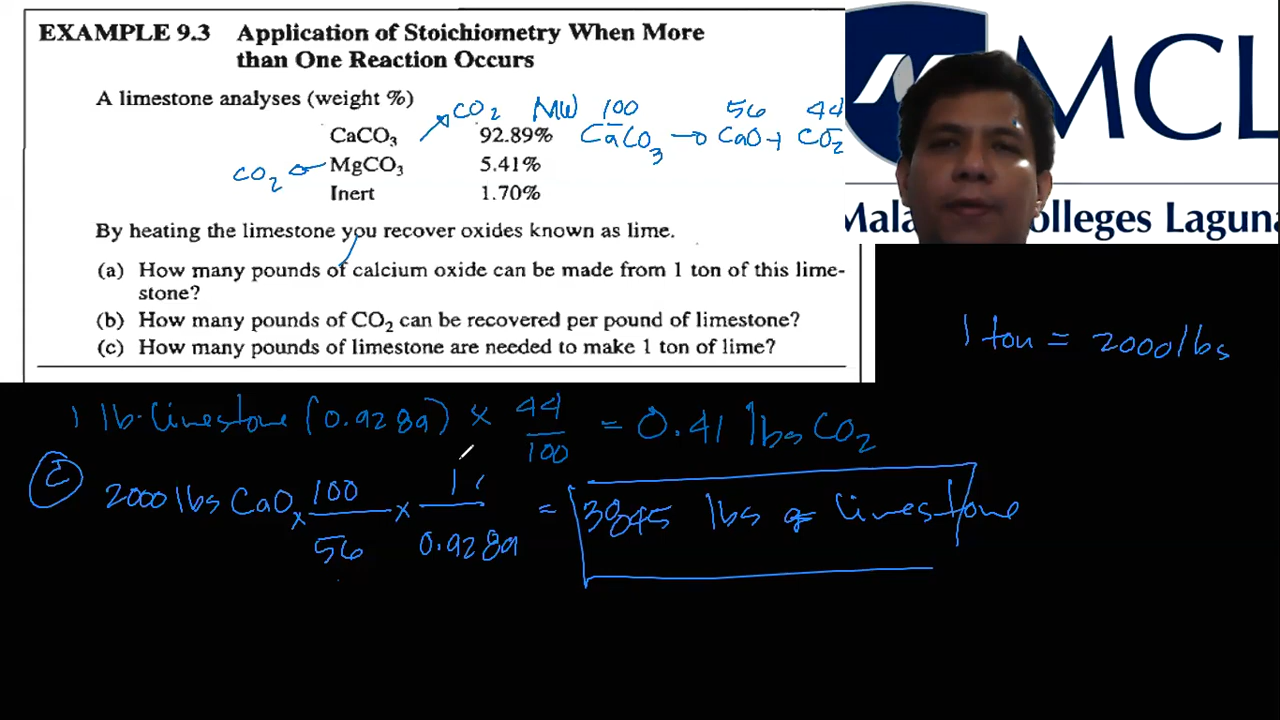 EXAMPLE 9.3 Application of Stoichiometry When More
than One Reaction Occurs
A limestone analyses (weight %)
CO2 MW 100 56 44
CaCO3 92.89% CaCO3 → CaO + CO2
CO2 ← MgCO3 5.41%
Inert 1.70%
By heating the limestone you recover oxides known as lime.
(a) How many pounds of calcium oxide can be made from 1 ton of this lime-
stone?
(b) How many pounds of CO2 can be recovered per pound of limestone?
(c) How many pounds of limestone are needed to make 1 ton of lime?
MCL
Mala Colleges Laguna
1 ton = 2000 lbs
1 lb. limestone (0.9289) × 44/100 = 0.41 lbs CO2
(c) 2000 lbs CaO × 100/56 × 1/0.9289 = 3845 lbs of limestone